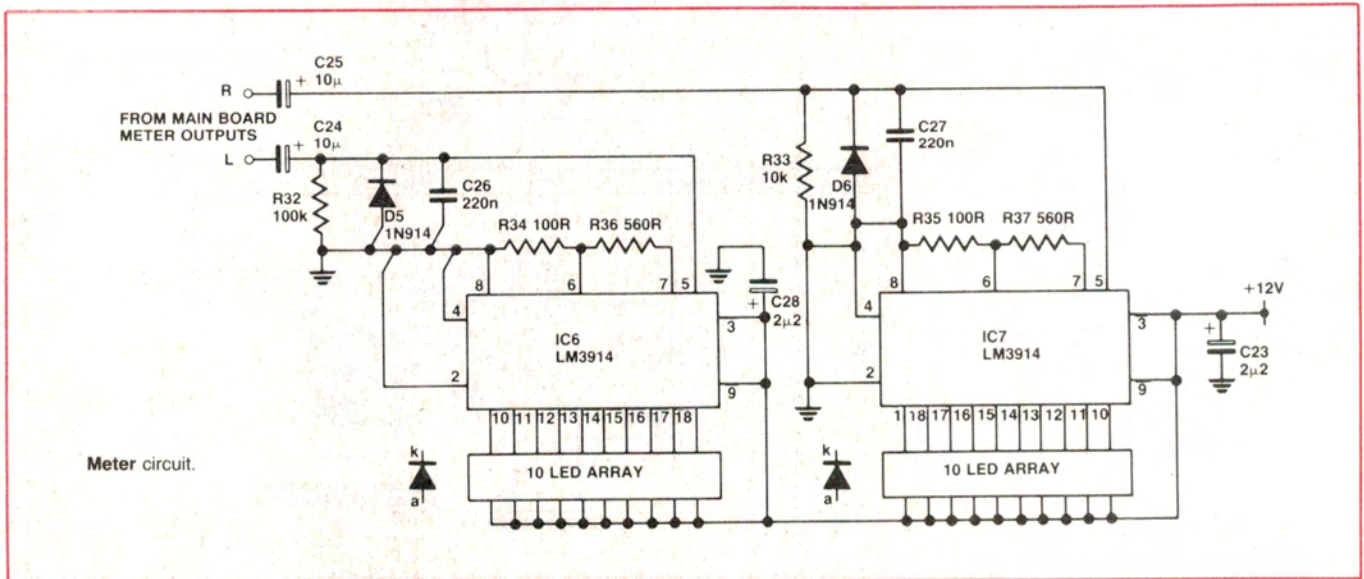 C25
10μ
R
+
FROM MAIN BOARD
METER OUTPUTS
C24
10μ
L
+
R32
100k
D5
1N914
C26
220n
R34 100R
R36 560R
8
6
7
5
4
2
3
9
IC6
LM3914
+
C28
2μ2
10 11 12 13 14 15 16 17 18
k
a
10 LED ARRAY
R33
10k
D6
1N914
C27
220n
R35 100R
R37 560R
8
6
7
5
4
2
3
9
IC7
LM3914
+12V
+
C23
2μ2
1 18 17 16 15 14 13 12 11 10
k
a
10 LED ARRAY
Meter circuit.